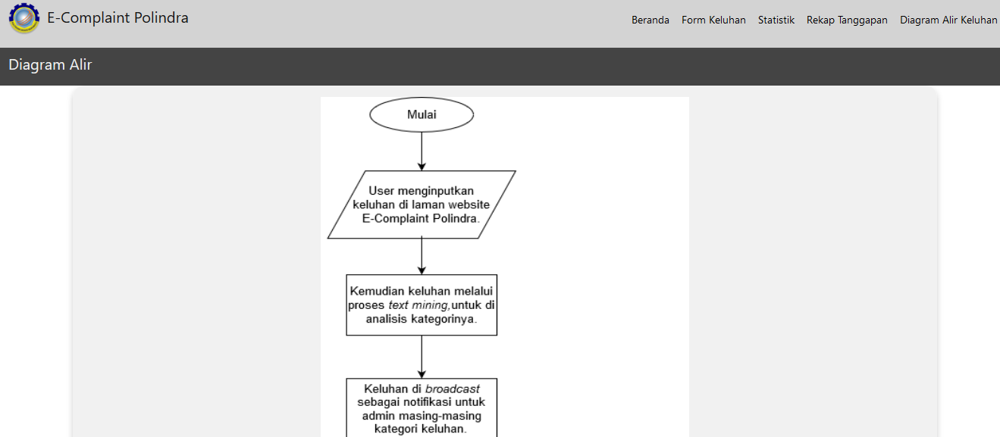 E-Complaint Polindra
Beranda Form Keluhan Statistik Rekap Tanggapan Diagram Alir Keluhan
Diagram Alir
Mulai
User menginputkan
keluhan di laman website
E-Complaint Polindra.
Kemudian keluhan melalui
proses text mining,untuk di
analisis kategorinya.
Keluhan di broadcast
sebagai notifikasi untuk
admin masing-masing
kategori keluhan.